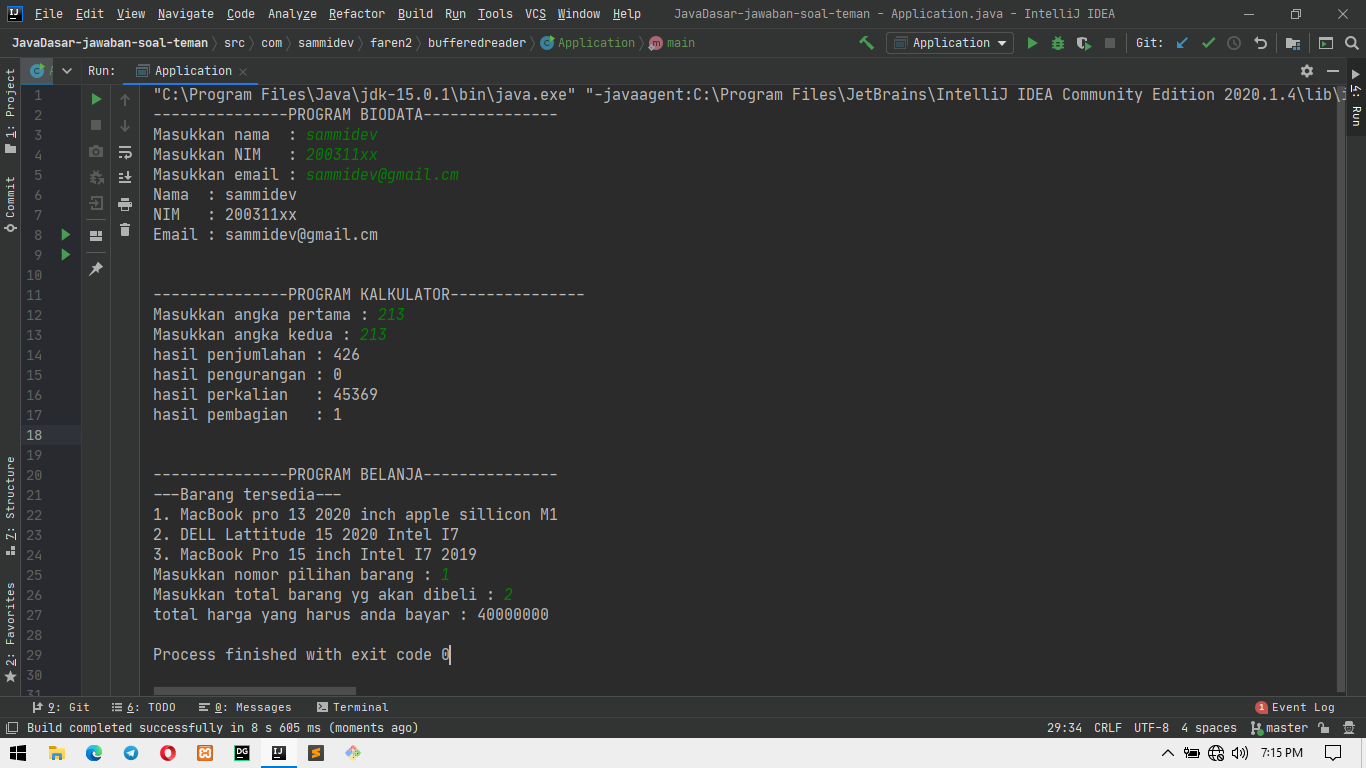 File Edit View Navigate Code Analyze Refactor Build Run Tools VCS Window Help JavaDasar-jawaban-soal-teman - Application.java - IntelliJ IDEA
JavaDasar-jawaban-soal-teman src com sammidev faren2 bufferedreader Application main Application Git:
Run: Application
1: Project
Commit
7: Structure
2: Favorites
4: Run
1
2
3
4
5
6
7
8
9
10
11
12
13
14
15
16
17
18
19
20
21
22
23
24
25
26
27
28
29
30
31
"C:\Program Files\Java\jdk-15.0.1\bin\java.exe" "-javaagent:C:\Program Files\JetBrains\IntelliJ IDEA Community Edition 2020.1.4\lib\
---------------PROGRAM BIODATA---------------
Masukkan nama  : sammidev
Masukkan NIM   : 200311xx
Masukkan email : sammidev@gmail.cm
Nama  : sammidev
NIM   : 200311xx
Email : sammidev@gmail.cm
---------------PROGRAM KALKULATOR---------------
Masukkan angka pertama : 213
Masukkan angka kedua : 213
hasil penjumlahan : 426
hasil pengurangan : 0
hasil perkalian   : 45369
hasil pembagian   : 1
---------------PROGRAM BELANJA---------------
---Barang tersedia---
1. MacBook pro 13 2020 inch apple sillicon M1
2. DELL Lattitude 15 2020 Intel I7
3. MacBook Pro 15 inch Intel I7 2019
Masukkan nomor pilihan barang : 1
Masukkan total barang yg akan dibeli : 2
total harga yang harus anda bayar : 40000000
Process finished with exit code 0
9: Git 6: TODO 0: Messages Terminal 1 Event Log
Build completed successfully in 8 s 605 ms (moments ago) 29:34 CRLF UTF-8 4 spaces master
7:15 PM